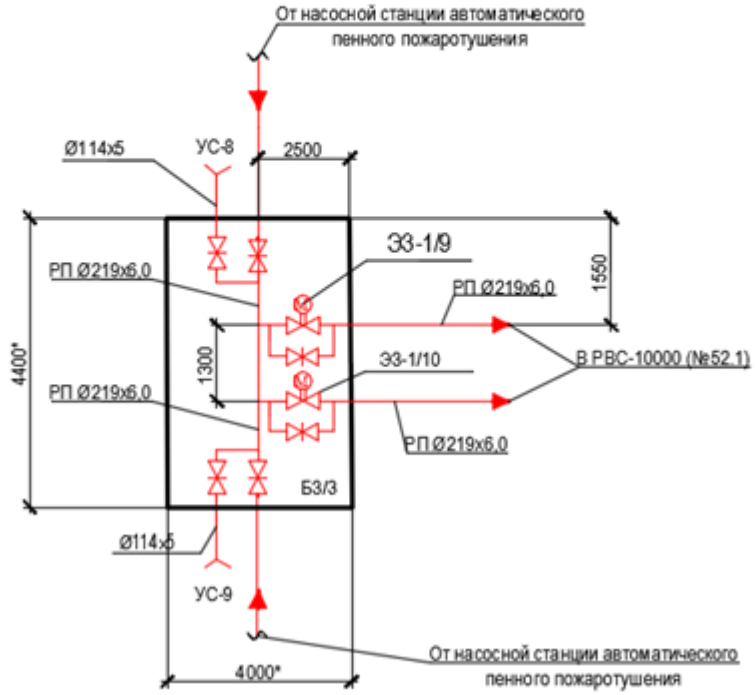 От насосной станции автоматического
пенного пожаротушения
УС-8
Ø114х5
2500
ЭЗ-1/9
РП Ø219х6,0
РП Ø219х6,0
1550
4400*
1300
ЭЗ-1/10
В РВС-10000 (№52.1)
РП Ø219х6,0
РП Ø219х6,0
БЗ/3
Ø114х5
УС-9
4000*
От насосной станции автоматического
пенного пожаротушения